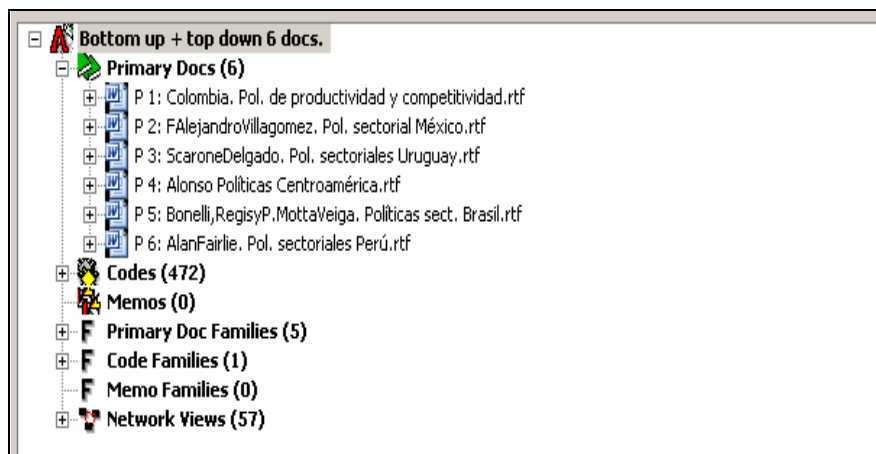 Bottom up + top down 6 docs.
Primary Docs (6)
P 1: Colombia. Pol. de productividad y competitividad.rtf
P 2: FAlejandroVillagomez. Pol. sectorial México.rtf
P 3: ScaroneDelgado. Pol. sectoriales Uruguay.rtf
P 4: Alonso Políticas Centroamérica.rtf
P 5: Bonelli,RegisyP.MottaVeiga. Políticas sect. Brasil.rtf
P 6: AlanFairlie. Pol. sectoriales Perú.rtf
Codes (472)
Memos (0)
F Primary Doc Families (5)
F Code Families (1)
F Memo Families (0)
Network Views (57)